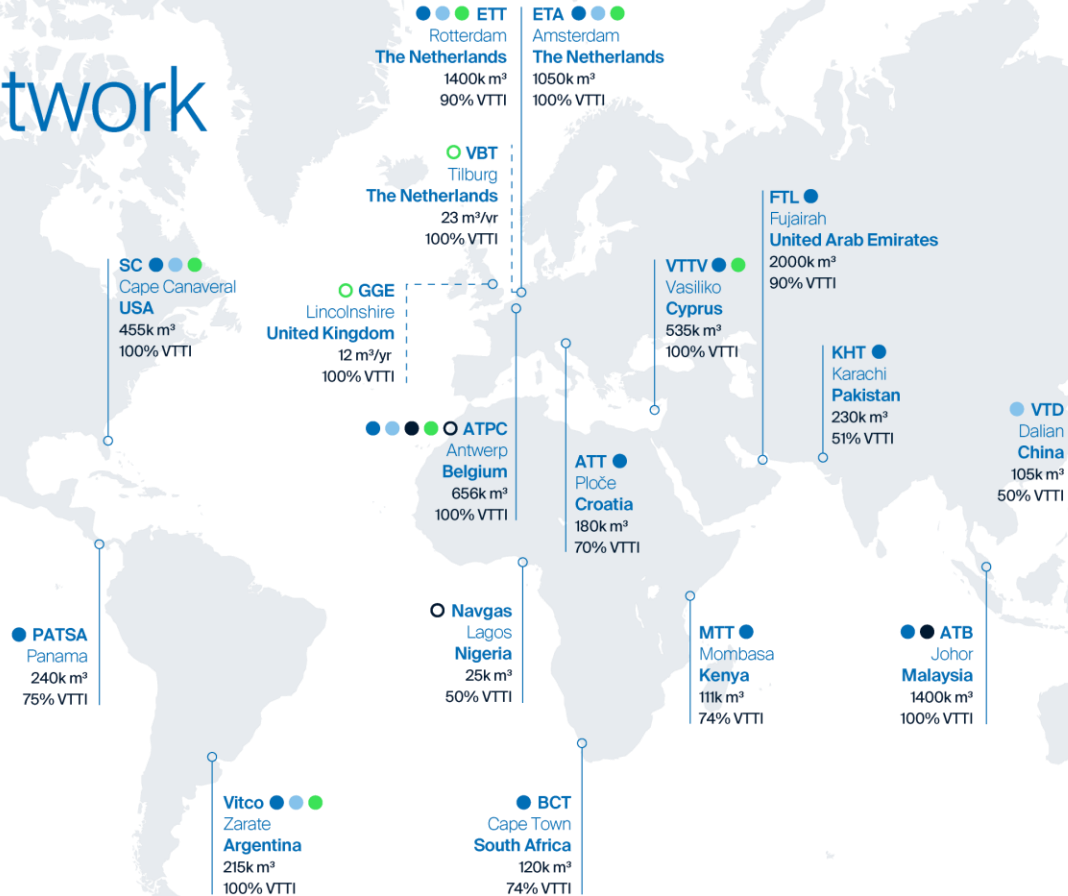 twork
ETT
Rotterdam
The Netherlands
1400k m³
90% VTTI
ETA
Amsterdam
The Netherlands
1050k m³
100% VTTI
VBT
Tilburg
The Netherlands
23 m³/yr
100% VTTI
FTL
Fujairah
United Arab Emirates
2000k m³
90% VTTI
SC
Cape Canaveral
USA
455k m³
100% VTTI
GGE
Lincolnshire
United Kingdom
12 m³/yr
100% VTTI
VTTV
Vasiliko
Cyprus
535k m³
100% VTTI
KHT
Karachi
Pakistan
230k m³
51% VTTI
VTD
Dalian
China
105k m³
50% VTTI
ATPC
Antwerp
Belgium
656k m³
100% VTTI
ATT
Ploče
Croatia
180k m³
70% VTTI
PATSA
Panama
240k m³
75% VTTI
Navgas
Lagos
Nigeria
25k m³
50% VTTI
MTT
Mombasa
Kenya
111k m³
74% VTTI
ATB
Johor
Malaysia
1400k m³
100% VTTI
Vitco
Zarate
Argentina
215k m³
100% VTTI
BCT
Cape Town
South Africa
120k m³
74% VTTI